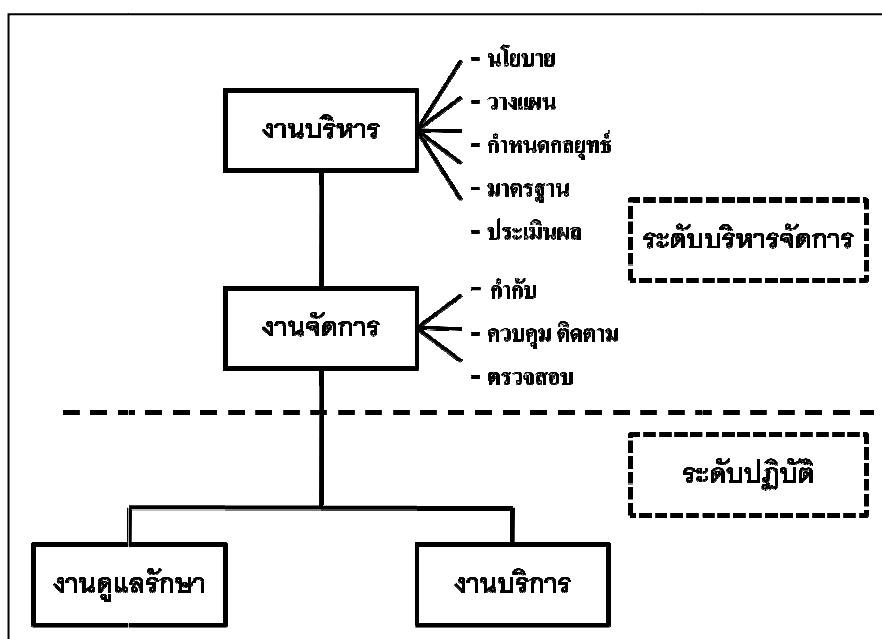 - นโยบาย
- วางแผน
งานบริหาร
- กำหนดกลยุทธ์
- มาตรฐาน
- ประเมินผล
ระดับบริหารจัดการ
- กำกับ
งานจัดการ
- ควบคุม ติดตาม
- ตรวจสอบ
ระดับปฏิบัติ
งานดูแลรักษา
งานบริการ